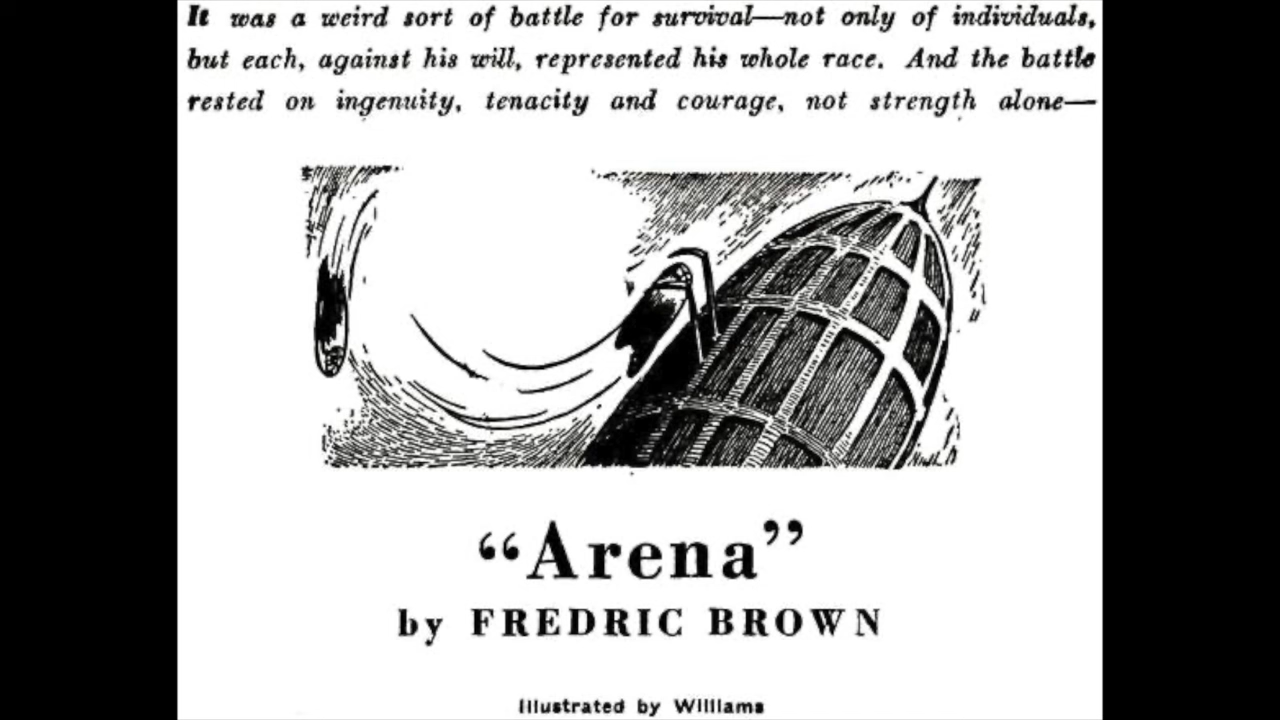 It was a weird sort of battle for survival—not only of individuals,
but each, against his will, represented his whole race. And the battle
rested on ingenuity, tenacity and courage, not strength alone—
“Arena”
by FREDRIC BROWN
Illustrated by Williams